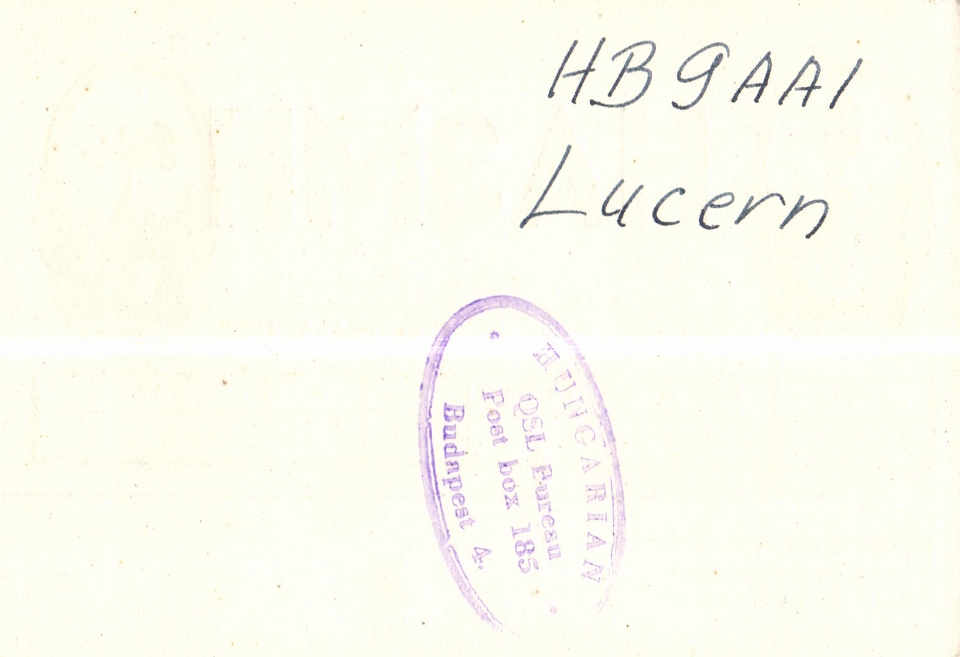 HB9AAI
Lucern
HUNGARIAN
QSL Bureau
Post box 185
Budapest 4.